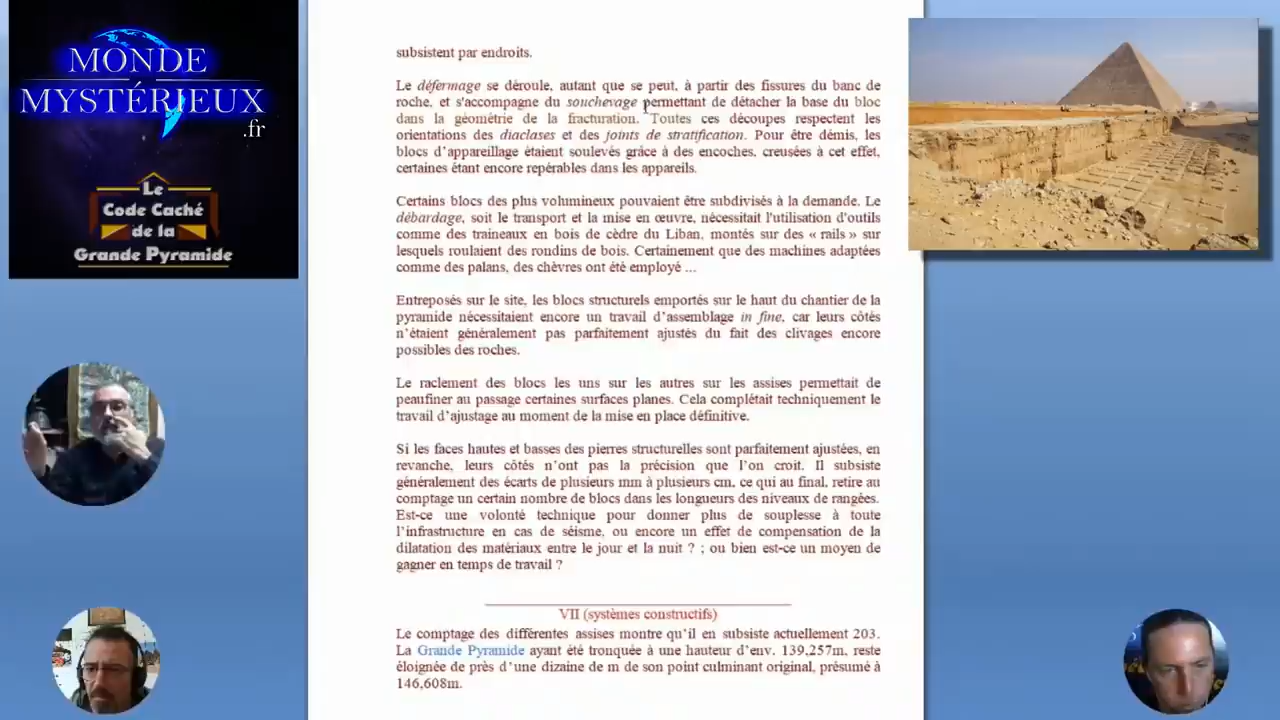 MONDE
MYSTÉRIEUX
.fr
Le
Code Caché
de la
Grande Pyramide
subsistent par endroits.
Le défermage se déroule, autant que se peut, à partir des fissures du banc de
roche, et s'accompagne du souchevage permettant de détacher la base du bloc
dans la géométrie de la fracturation. Toutes ces découpes respectent les
orientations des diaclases et des joints de stratification. Pour être démis, les
blocs d'appareillage étaient soulevés grâce à des encoches, creusées à cet effet,
certaines étant encore repérables dans les appareils.
Certains blocs des plus volumineux pouvaient être subdivisés à la demande. Le
débardage, soit le transport et la mise en œuvre, nécessitait l'utilisation d'outils
comme des traineaux en bois de cèdre du Liban, montés sur des « rails » sur
lesquels roulaient des rondins de bois. Certainement que des machines adaptées
comme des palans, des chèvres ont été employé ...
Entreposés sur le site, les blocs structurels emportés sur le haut du chantier de la
pyramide nécessitaient encore un travail d'assemblage in fine, car leurs côtés
n'étaient généralement pas parfaitement ajustés du fait des clivages encore
possibles des roches.
Le raclement des blocs les uns sur les autres sur les assises permettait de
peaufiner au passage certaines surfaces planes. Cela complétait techniquement le
travail d'ajustage au moment de la mise en place définitive.
Si les faces hautes et basses des pierres structurelles sont parfaitement ajustées, en
revanche, leurs côtés n'ont pas la précision que l'on croit. Il subsiste
généralement des écarts de plusieurs mm à plusieurs cm, ce qui au final, retire au
comptage un certain nombre de blocs dans les longueurs des niveaux de rangées.
Est-ce une volonté technique pour donner plus de souplesse à toute
l'infrastructure en cas de séisme, ou encore un effet de compensation de la
dilatation des matériaux entre le jour et la nuit ? ; ou bien est-ce un moyen de
gagner en temps de travail ?
VII (systèmes constructifs)
Le comptage des différentes assises montre qu'il en subsiste actuellement 203.
La Grande Pyramide ayant été tronquée à une hauteur d'env. 139,257m, reste
éloignée de près d'une dizaine de m de son point culminant original, présumé à
146,608m.